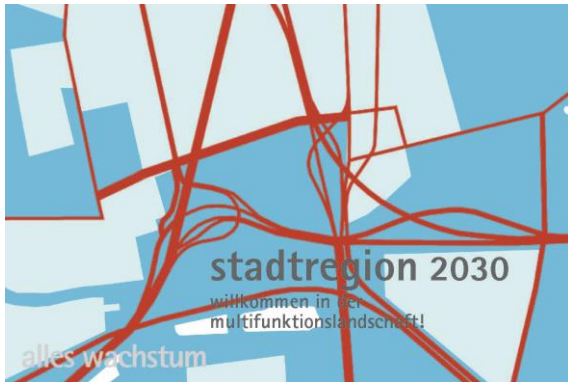 stadtregion 2030
willkommen in der
multifunktionslandschaft!
alles wachstum